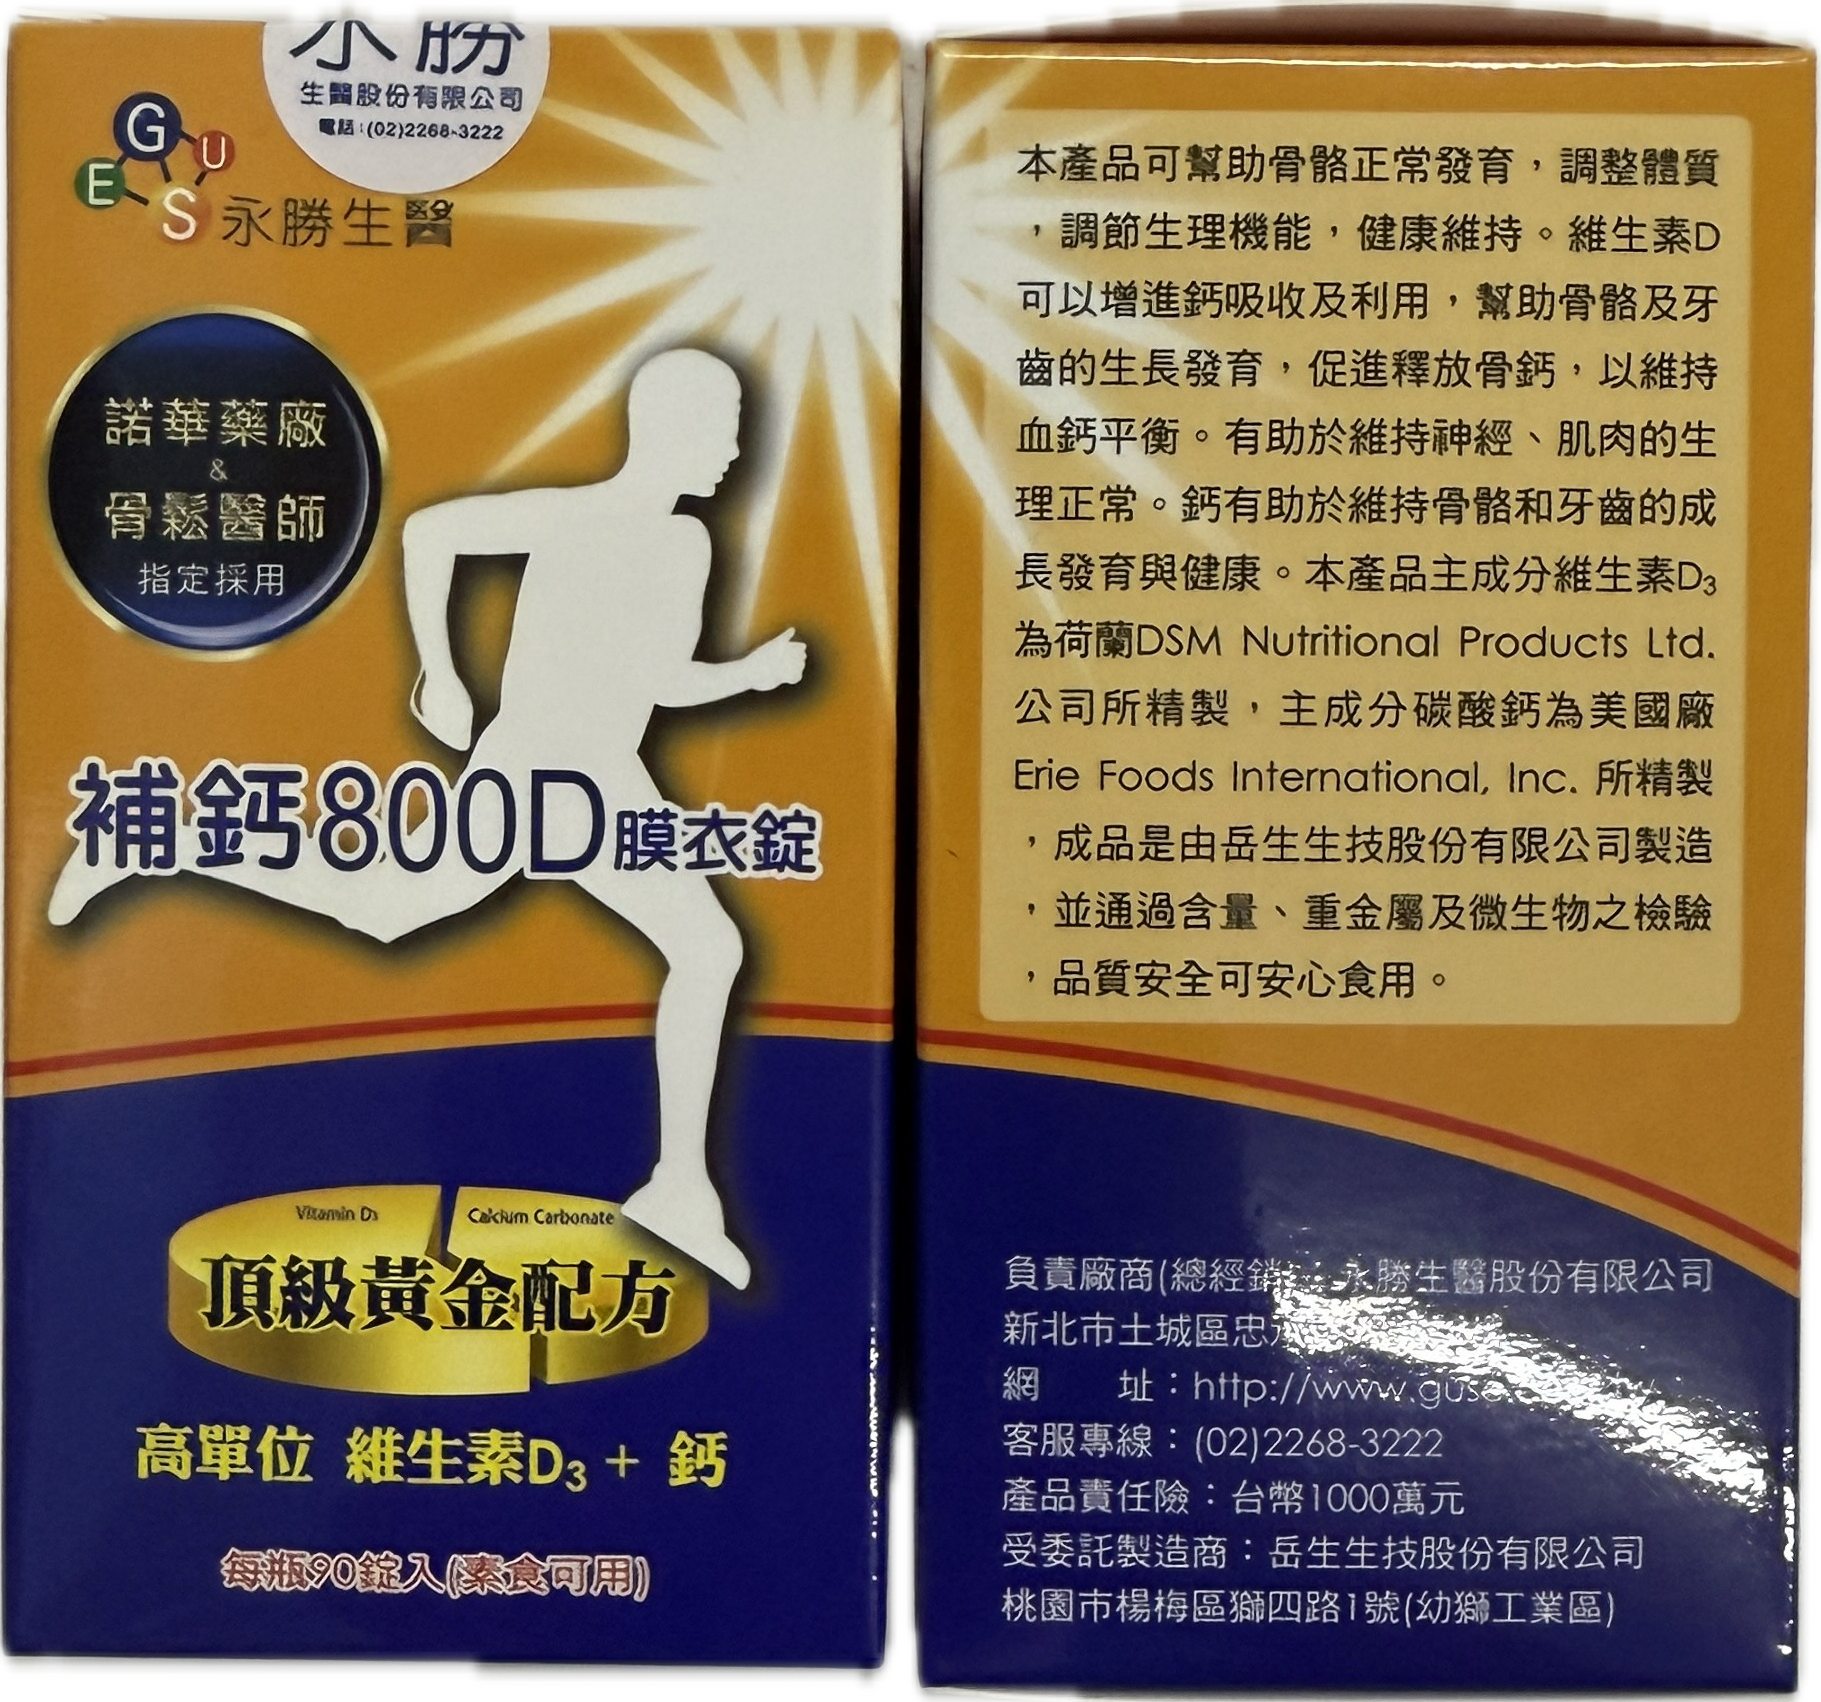 永勝
生醫股份有限公司
電話:(02)2268-3222
G
U
E
S
永勝生醫
諾華藥廠
&
骨鬆醫師
指定採用
補鈣800D膜衣錠
Vitamin D3
Calcium Carbonate
頂級黃金配方
高單位 維生素D3 + 鈣
每瓶90錠入(素食可用)
本產品可幫助骨骼正常發育，調整體質
，調節生理機能，健康維持。維生素D
可以增進鈣吸收及利用，幫助骨骼及牙
齒的生長發育，促進釋放骨鈣，以維持
血鈣平衡。有助於維持神經、肌肉的生
理正常。鈣有助於維持骨骼和牙齒的成
長發育與健康。本產品主成分維生素D3
為荷蘭DSM Nutritional Products Ltd.
公司所精製，主成分碳酸鈣為美國廠
Erie Foods International, Inc. 所精製
，成品是由岳生生技股份有限公司製造
，並通過含量、重金屬及微生物之檢驗
，品質安全可安心食用。
負責廠商(總經銷 永勝生醫股份有限公司
新北市土城區忠
網 址：http://www.gus
客服專線：(02)2268-3222
產品責任險：台幣1000萬元
受委託製造商：岳生生技股份有限公司
桃園市楊梅區獅四路1號(幼獅工業區)